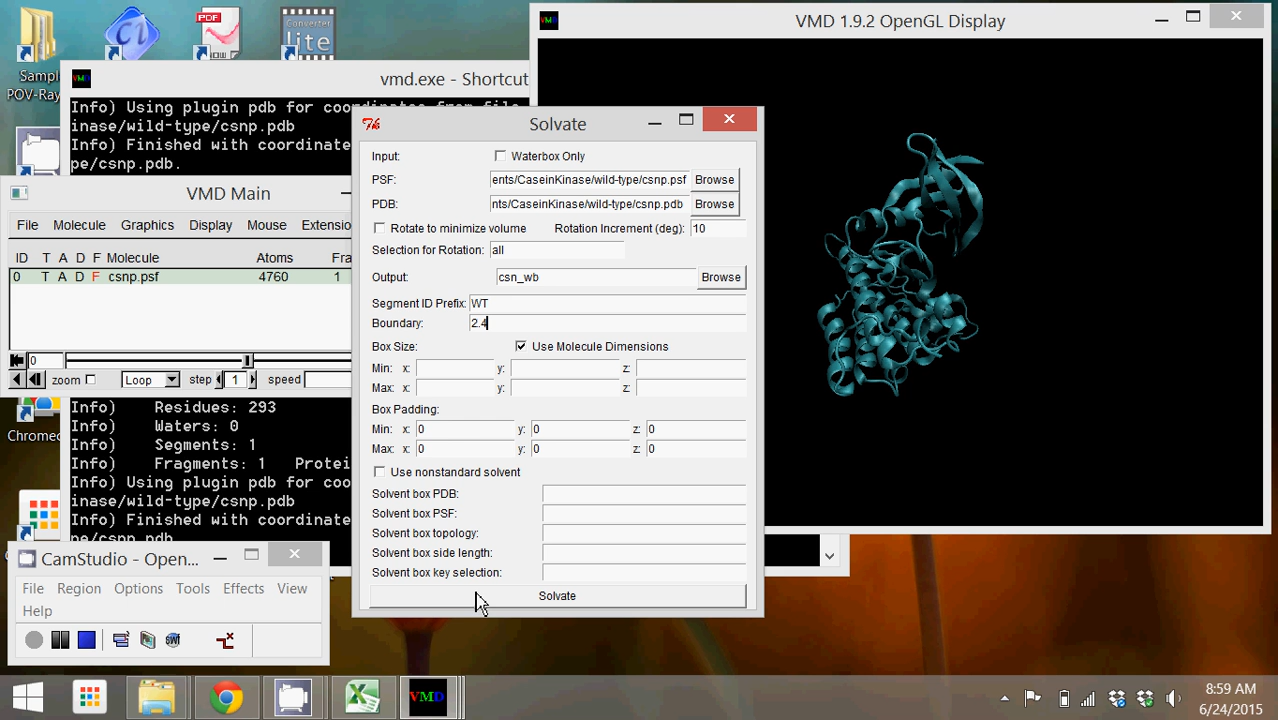 PDF
Converter
lite
Sampl
POV-Ray
VMD 1.9.2 OpenGL Display
vmd.exe - Shortcut
Info) Using plugin pdb for coordinates from file
inase/wild-type/csnp.pdb
Info) Finished with coordinate
pe/csnp.pdb.
VMD Main
File Molecule Graphics Display Mouse Extensio
ID T A D F Molecule Atoms Fra
0 T A D F csnp.psf 4760 1
0
zoom Loop step 1 speed
Info) Residues: 293
Info) Waters: 0
Info) Segments: 1
Info) Fragments: 1 Protei
Info) Using plugin pdb for coo
inase/wild-type/csnp.pdb
Info) Finished with coordinate
pe/csnp.pdb.
Chromec
Solvate
Input: Waterbox Only
PSF: ents/CaseinKinase/wild-type/csnp.psf Browse
PDB: nts/CaseinKinase/wild-type/csnp.pdb Browse
Rotate to minimize volume Rotation Increment (deg): 10
Selection for Rotation: all
Output: csn_wb Browse
Segment ID Prefix: WT
Boundary: 2.4
Box Size: Use Molecule Dimensions
Min: x: y: z:
Max: x: y: z:
Box Padding:
Min: x: 0 y: 0 z: 0
Max: x: 0 y: 0 z: 0
Use nonstandard solvent
Solvent box PDB:
Solvent box PSF:
Solvent box topology:
Solvent box side length:
Solvent box key selection:
Solvate
CamStudio - Open...
File Region Options Tools Effects View
Help
SWF
VMD
8:59 AM
6/24/2015